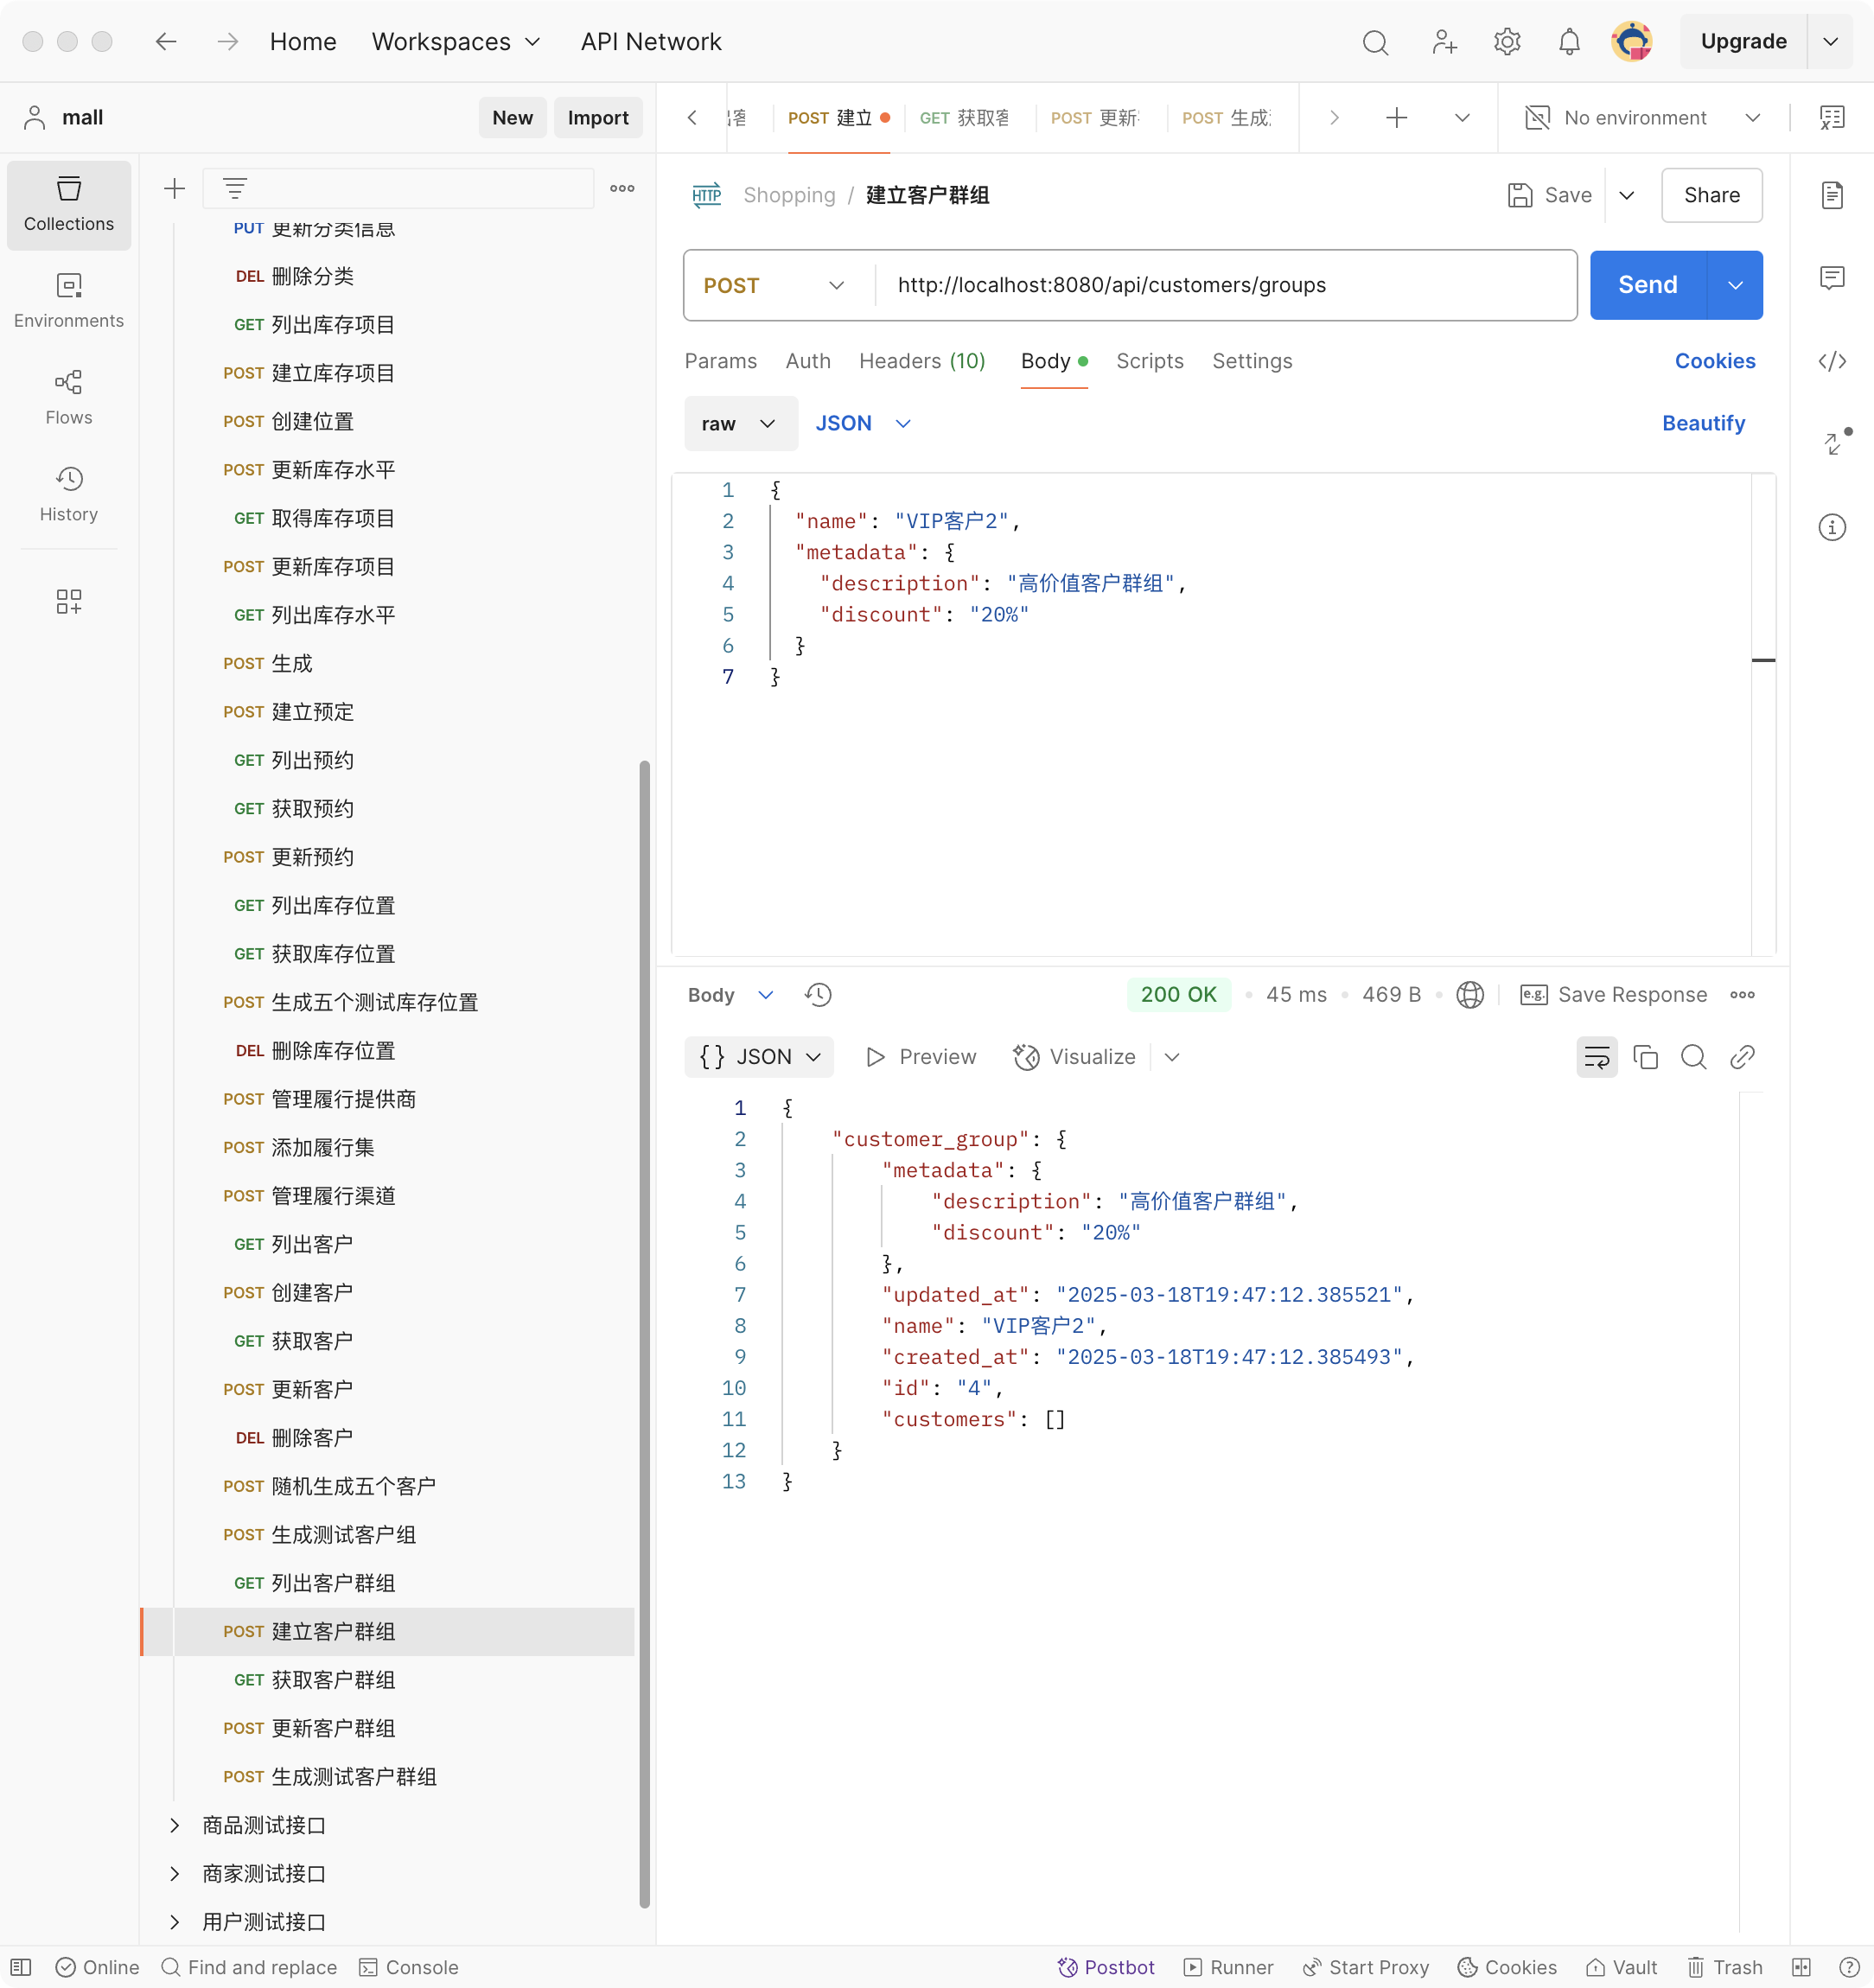 Home Workspaces API Network Upgrade
mall New Import
POST 建立 GET 获取客 POST 更新 POST 生成 No environment
Collections
Environments
Flows
History
PUT 更新分类信息
DEL 删除分类
GET 列出库存项目
POST 建立库存项目
POST 创建位置
POST 更新库存水平
GET 取得库存项目
POST 更新库存项目
GET 列出库存水平
POST 生成
POST 建立预定
GET 列出预约
GET 获取预约
POST 更新预约
GET 列出库存位置
GET 获取库存位置
POST 生成五个测试库存位置
DEL 删除库存位置
POST 管理履行提供商
POST 添加履行集
POST 管理履行渠道
GET 列出客户
POST 创建客户
GET 获取客户
POST 更新客户
DEL 删除客户
POST 随机生成五个客户
POST 生成测试客户组
GET 列出客户群组
POST 建立客户群组
GET 获取客户群组
POST 更新客户群组
POST 生成测试客户群组
商品测试接口
商家测试接口
用户测试接口
HTTP Shopping / 建立客户群组 Save Share
POST http://localhost:8080/api/customers/groups Send
Params Auth Headers (10) Body Scripts Settings Cookies
raw JSON Beautify
1 {
2 "name": "VIP客户2",
3 "metadata": {
4 "description": "高价值客户群组",
5 "discount": "20%"
6 }
7 }
Body 200 OK 45 ms 469 B e.g. Save Response
{} JSON Preview Visualize
1 {
2 "customer_group": {
3 "metadata": {
4 "description": "高价值客户群组",
5 "discount": "20%"
6 },
7 "updated_at": "2025-03-18T19:47:12.385521",
8 "name": "VIP客户2",
9 "created_at": "2025-03-18T19:47:12.385493",
10 "id": "4",
11 "customers": []
12 }
13 }
Online Find and replace Console Postbot Runner Start Proxy Cookies Vault Trash